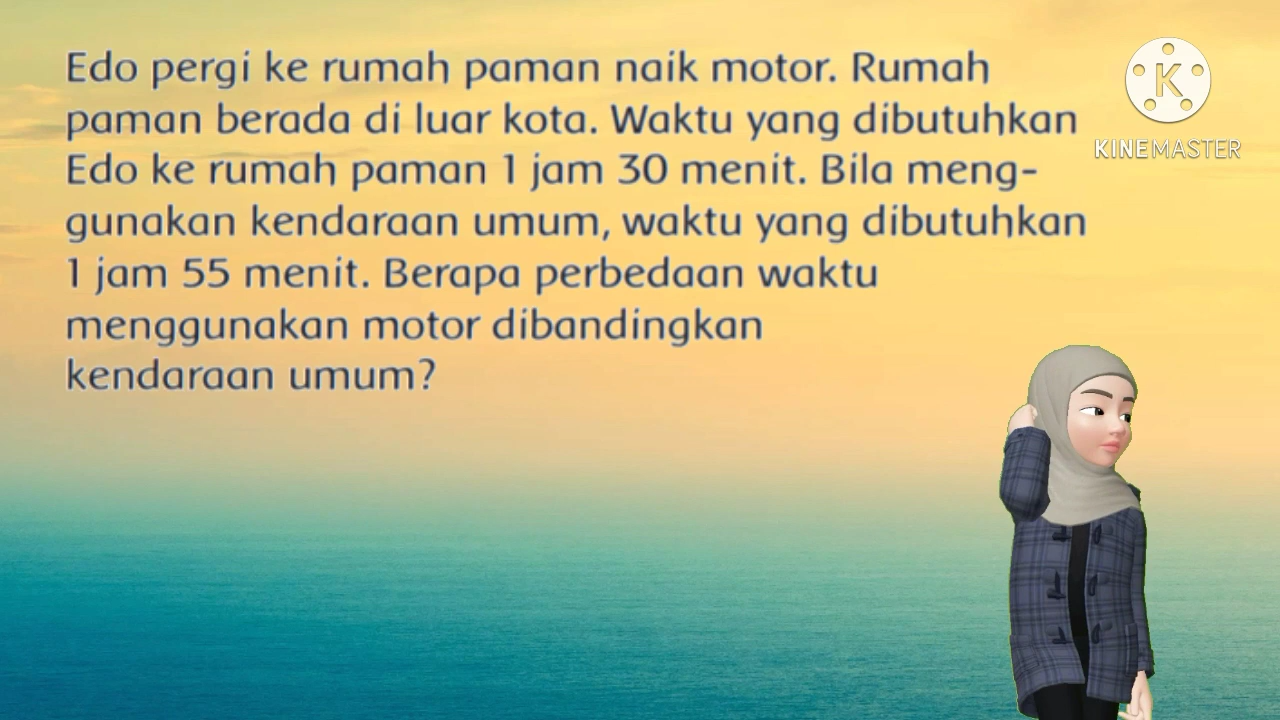 Edo pergi ke rumah paman naik motor. Rumah
paman berada di luar kota. Waktu yang dibutuhkan
Edo ke rumah paman 1 jam 30 menit. Bila meng-
gunakan kendaraan umum, waktu yang dibutuhkan
1 jam 55 menit. Berapa perbedaan waktu
menggunakan motor dibandingkan
kendaraan umum?
K
KINEMASTER